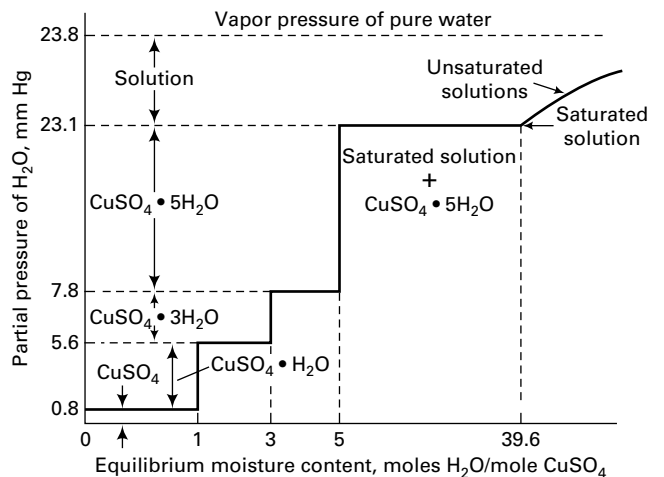 Vapor pressure of pure water
23.8
Solution
Unsaturated
solutions
23.1
Saturated
solution
Saturated solution
+
CuSO₄ • 5H₂O
CuSO₄ • 5H₂O
7.8
CuSO₄ • 3H₂O
5.6
CuSO₄
CuSO₄ • H₂O
0.8
0 1 3 5 39.6
Equilibrium moisture content, moles H₂O/mole CuSO₄
Partial pressure of H₂O, mm Hg